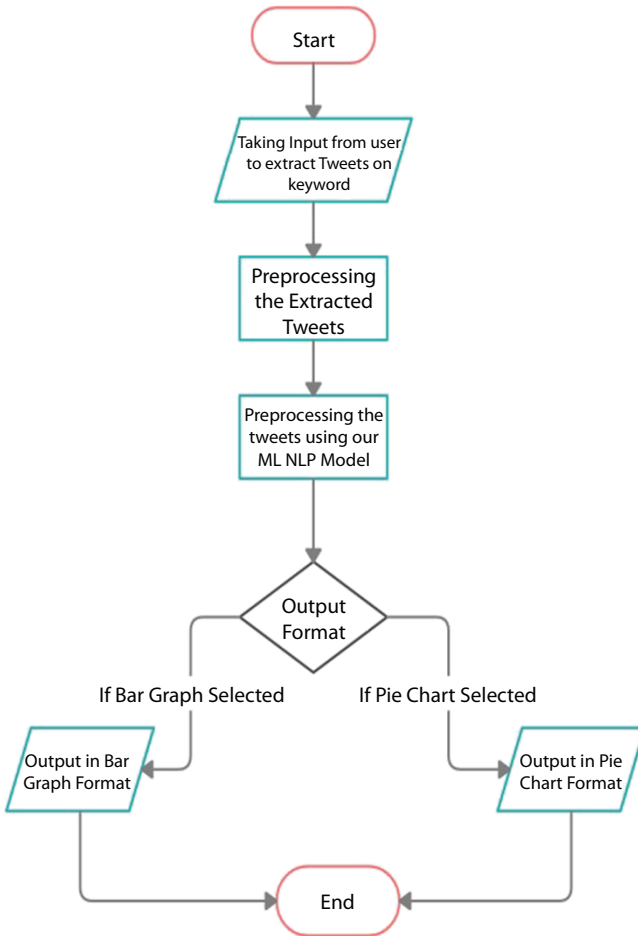 Start
Taking Input from user
to extract Tweets on
keyword
Preprocessing
the Extracted
Tweets
Preprocessing the
tweets using our
ML NLP Model
Output
Format
If Bar Graph Selected
If Pie Chart Selected
Output in Bar
Graph Format
Output in Pie
Chart Format
End